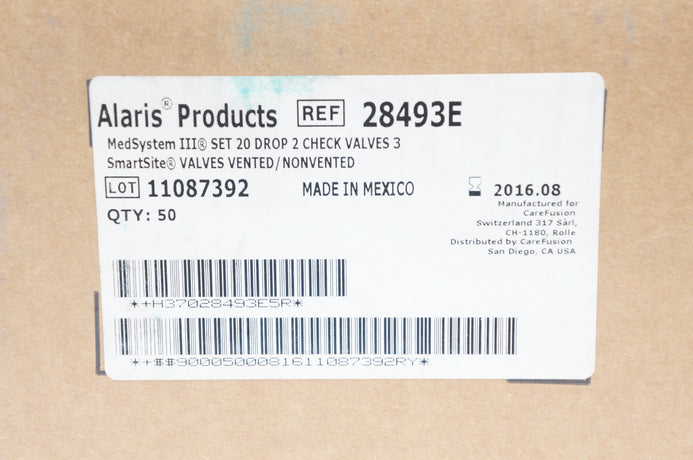 Alaris® Products REF 28493E
MedSystem III® SET 20 DROP 2 CHECK VALVES 3
SmartSite® VALVES VENTED/NONVENTED
LOT 11087392 MADE IN MEXICO 2016.08
QTY: 50
Manufactured for
CareFusion
Switzerland 317 Sàrl,
CH-1180, Rolle
Distributed by CareFusion
San Diego, CA USA
*+H37028493E5R*
*+##9000500081611087392RY*